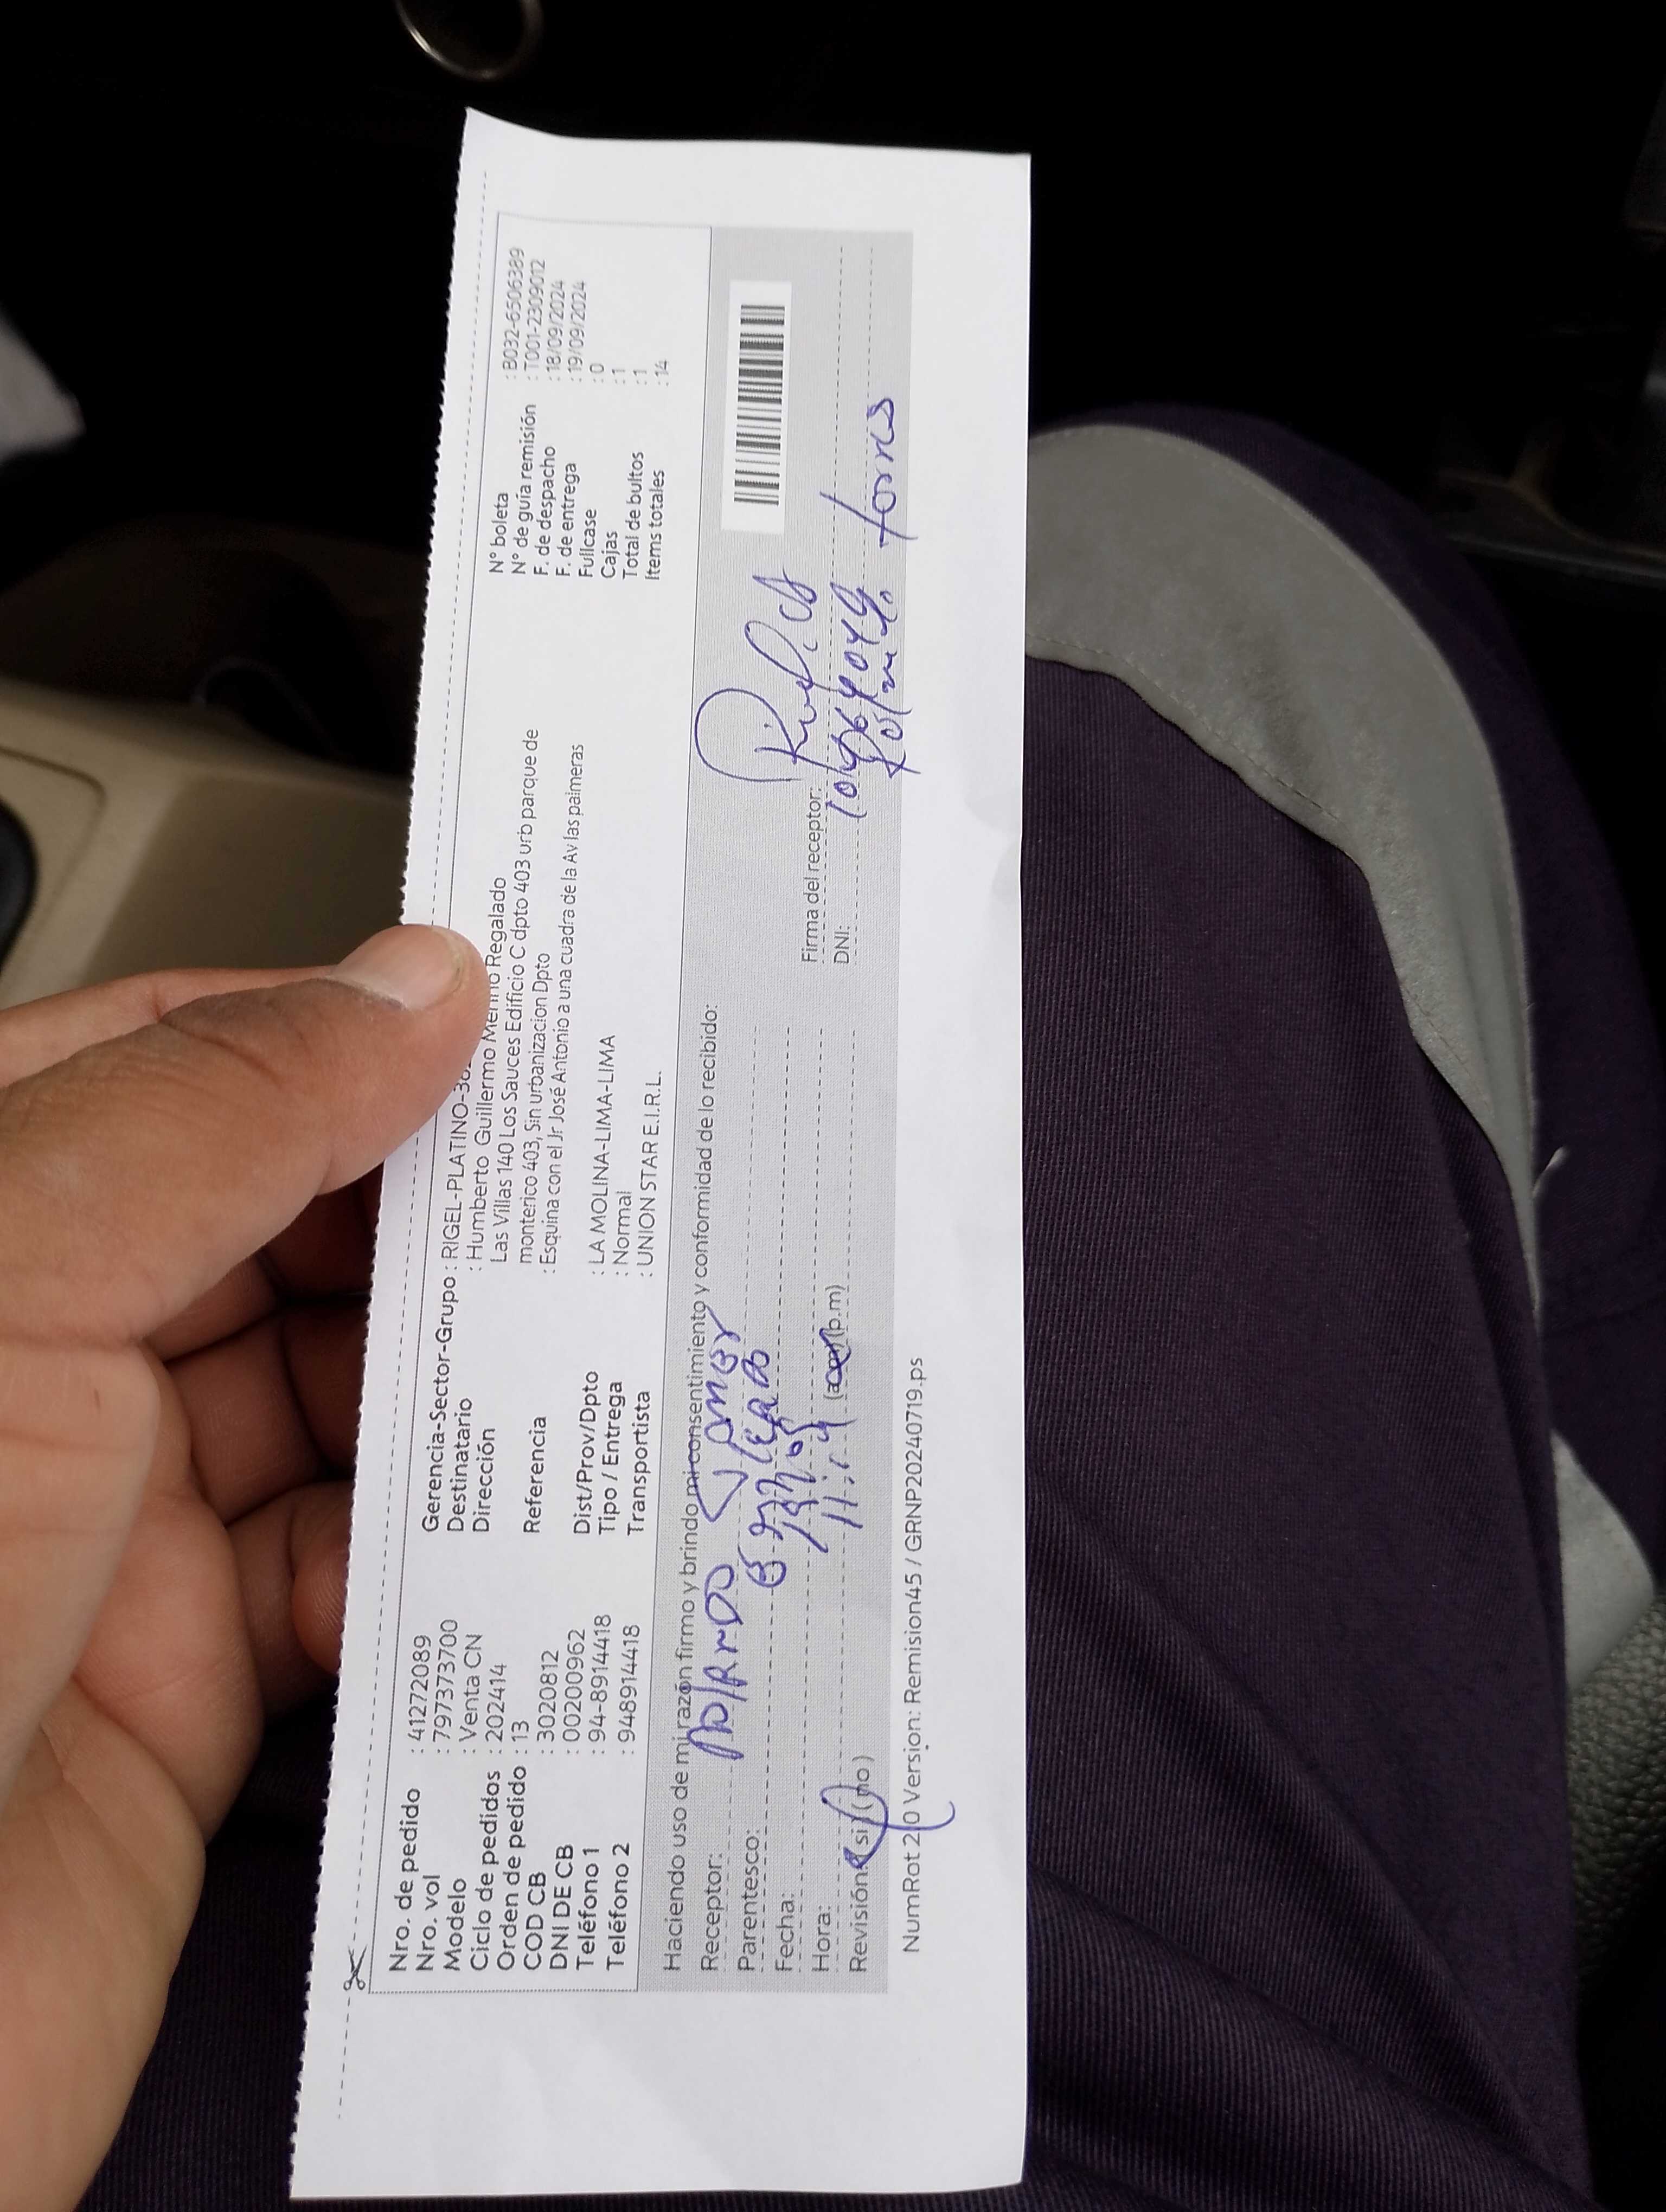 Nro. de pedido : 41272089
Nro. vol : 797373700
Modelo : Venta CN
Ciclo de pedidos : 202414
Orden de pedido : 13
COD CB : 3020812
DNI DE CB : 00200962
Teléfono 1 : 94-8914418
Teléfono 2 : 948914418
Gerencia-Sector-Grupo : RIGEL-PLATINO-
Destinatario : Humberto Guillermo Merino Regalado
Dirección Las Villas 140 Los Sauces Edificio C dpto 403 urb parque de
monterico 403, Sin urbanizacion Dpto
Referencia : Esquina con el Jr José Antonio a una cuadra de la Av las palmeras
Dist/Prov/Dpto : LA MOLINA-LIMA-LIMA
Tipo / Entrega : Normal
Transportista : UNION STAR E.I.R.L.
N° boleta : B032-6506389
N° de guía remisión : T001-2309012
F. de despacho : 18/09/2024
F. de entrega : 19/09/2024
Fullcase : 0
Cajas : 1
Total de bultos : 1
Items totales : 14
Haciendo uso de mi razón firmo y brindo mi consentimiento y conformidad de lo recibido:
Receptor:
Parentesco:
Fecha:
Hora: (p.m)
Revisión: (si) (no)
Firma del receptor:
DNI:
torres
NumRot 2.0 Version: Remision45 / GRNP20240719.ps